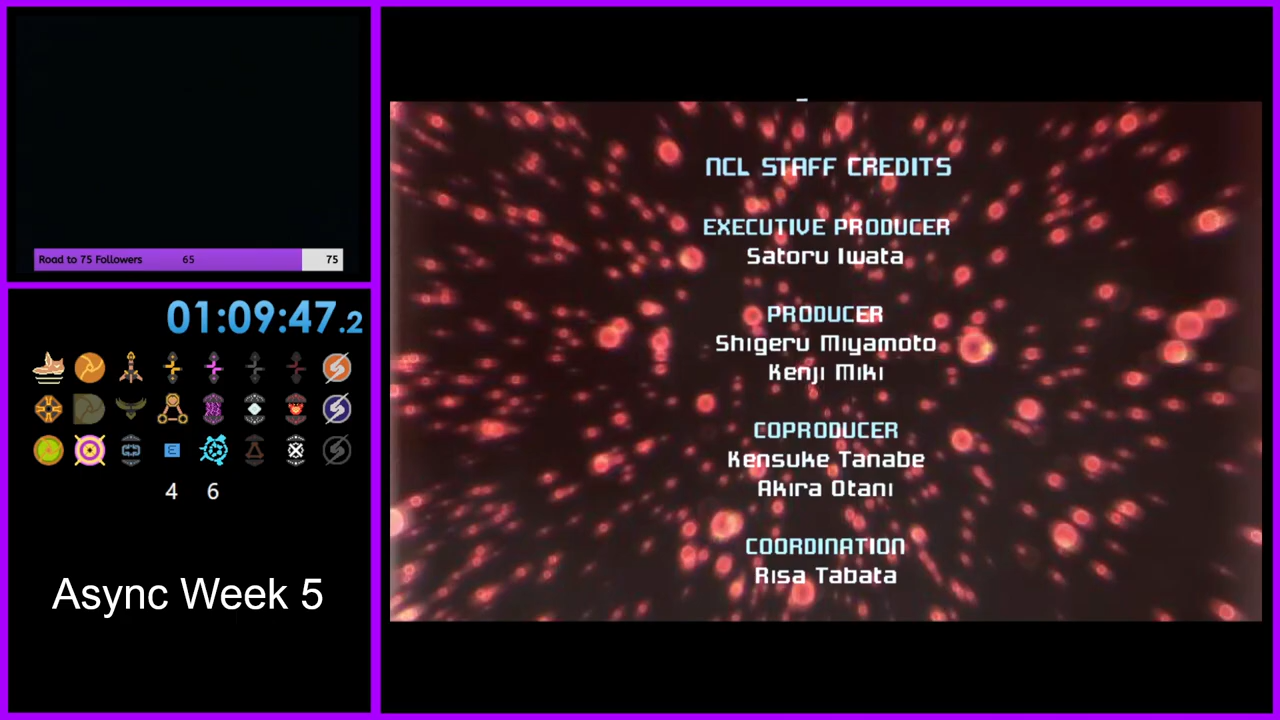 Road to 75 Followers 65 75
01:09:47.2
4 6
Async Week 5
NCL STAFF CREDITS
EXECUTIVE PRODUCER
Satoru Iwata
PRODUCER
Shigeru Miyamoto
Kenji Miki
COPRODUCER
Kensuke Tanabe
Akira Otani
COORDINATION
Risa Tabata